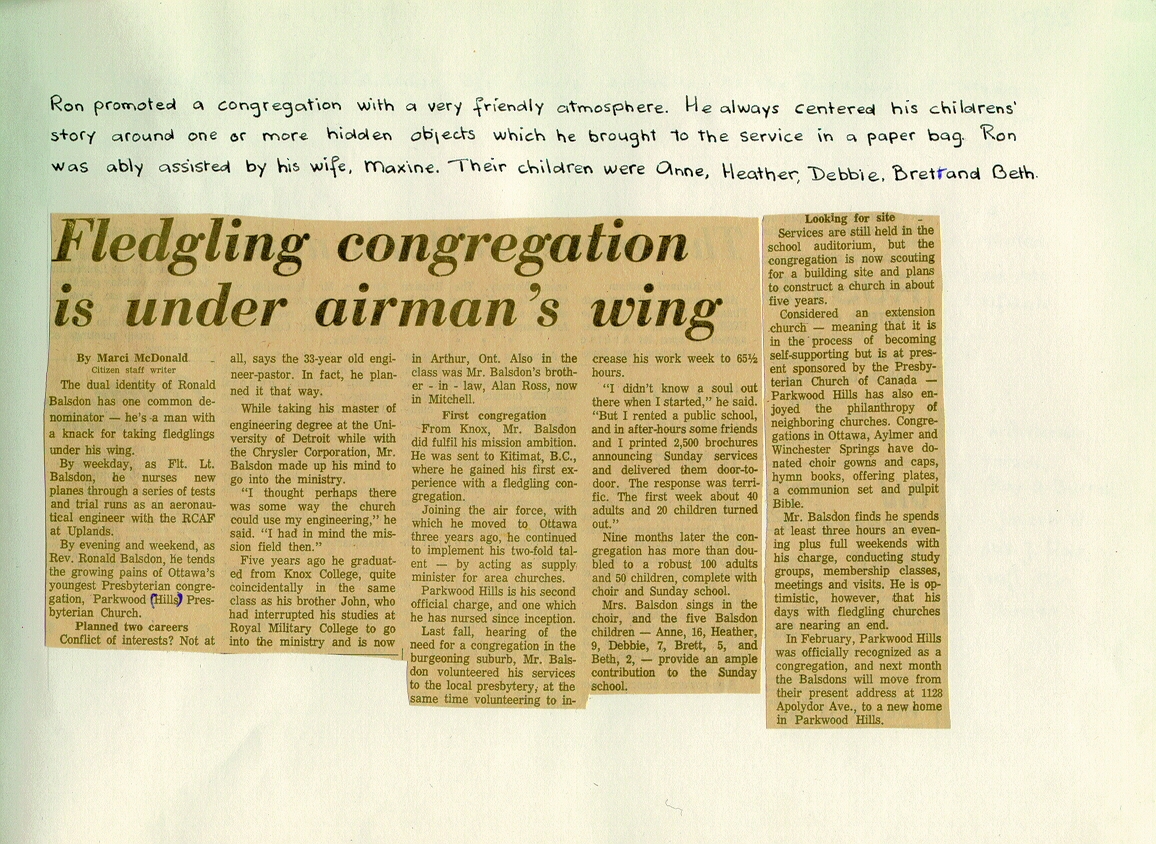 Ron promoted a congregation with a very friendly atmosphere. He always centered his childrens'
story around one or more hidden objects which he brought to the service in a paper bag. Ron
was ably assisted by his wife, Maxine. Their children were Anne, Heather, Debbie, Brett and Beth.
Fledgling congregation
is under airman's wing
By Marci McDonald
Citizen staff writer
The dual identity of Ronald
Balsdon has one common de-
nominator — he's a man with
a knack for taking fledglings
under his wing.
By weekday, as Flt. Lt.
Balsdon, he nurses new
planes through a series of tests
and trial runs as an aeronau-
tical engineer with the RCAF
at Uplands.
By evening and weekend, as
Rev. Ronald Balsdon, he tends
the growing pains of Ottawa's
youngest Presbyterian congre-
gation, Parkwood (Hills) Pres-
byterian Church.
Planned two careers
Conflict of interests? Not at
all, says the 33-year old engi-
neer-pastor. In fact, he plan-
ned it that way.
While taking his master of
engineering degree at the Uni-
versity of Detroit while with
the Chrysler Corporation, Mr.
Balsdon made up his mind to
go into the ministry.
"I thought perhaps there
was some way the church
could use my engineering," he
said. "I had in mind the mis-
sion field then."
Five years ago he graduat-
ed from Knox College, quite
coincidentally in the same
class as his brother John, who
had interrupted his studies at
Royal Military College to go
into the ministry and is now
in Arthur, Ont. Also in the
class was Mr. Balsdon's broth-
er - in - law, Alan Ross, now
in Mitchell.
First congregation
From Knox, Mr. Balsdon
did fulfil his mission ambition.
He was sent to Kitimat, B.C.,
where he gained his first ex-
perience with a fledgling con-
gregation.
Joining the air force, with
which he moved to Ottawa
three years ago, he continued
to implement his two-fold tal-
ent — by acting as supply
minister for area churches.
Parkwood Hills is his second
official charge, and one which
he has nursed since inception.
Last fall, hearing of the
need for a congregation in the
burgeoning suburb, Mr. Bals-
don volunteered his services
to the local presbytery, at the
same time volunteering to in-
crease his work week to 65½
hours.
"I didn't know a soul out
there when I started," he said.
"But I rented a public school,
and in after-hours some friends
and I printed 2,500 brochures
announcing Sunday services
and delivered them door-to-
door. The response was terri-
fic. The first week about 40
adults and 20 children turned
out."
Nine months later the con-
gregation has more than dou-
bled to a robust 100 adults
and 50 children, complete with
choir and Sunday school.
Mrs. Balsdon sings in the
choir, and the five Balsdon
children — Anne, 16, Heather,
9, Debbie, 7, Brett, 5, and
Beth, 2, — provide an ample
contribution to the Sunday
school.
Looking for site
Services are still held in the
school auditorium, but the
congregation is now scouting
for a building site and plans
to construct a church in about
five years.
Considered an extension
church — meaning that it is
in the process of becoming
self-supporting but is at pres-
ent sponsored by the Presby-
terian Church of Canada —
Parkwood Hills has also en-
joyed the philanthropy of
neighboring churches. Congre-
gations in Ottawa, Aylmer and
Winchester Springs have do-
nated choir gowns and caps,
hymn books, offering plates,
a communion set and pulpit
Bible.
Mr. Balsdon finds he spends
at least three hours an even-
ing plus full weekends with
his charge, conducting study
groups, membership classes,
meetings and visits. He is op-
timistic, however, that his
days with fledgling churches
are nearing an end.
In February, Parkwood Hills
was officially recognized as a
congregation, and next month
the Balsdons will move from
their present address at 1128
Apolydor Ave., to a new home
in Parkwood Hills.